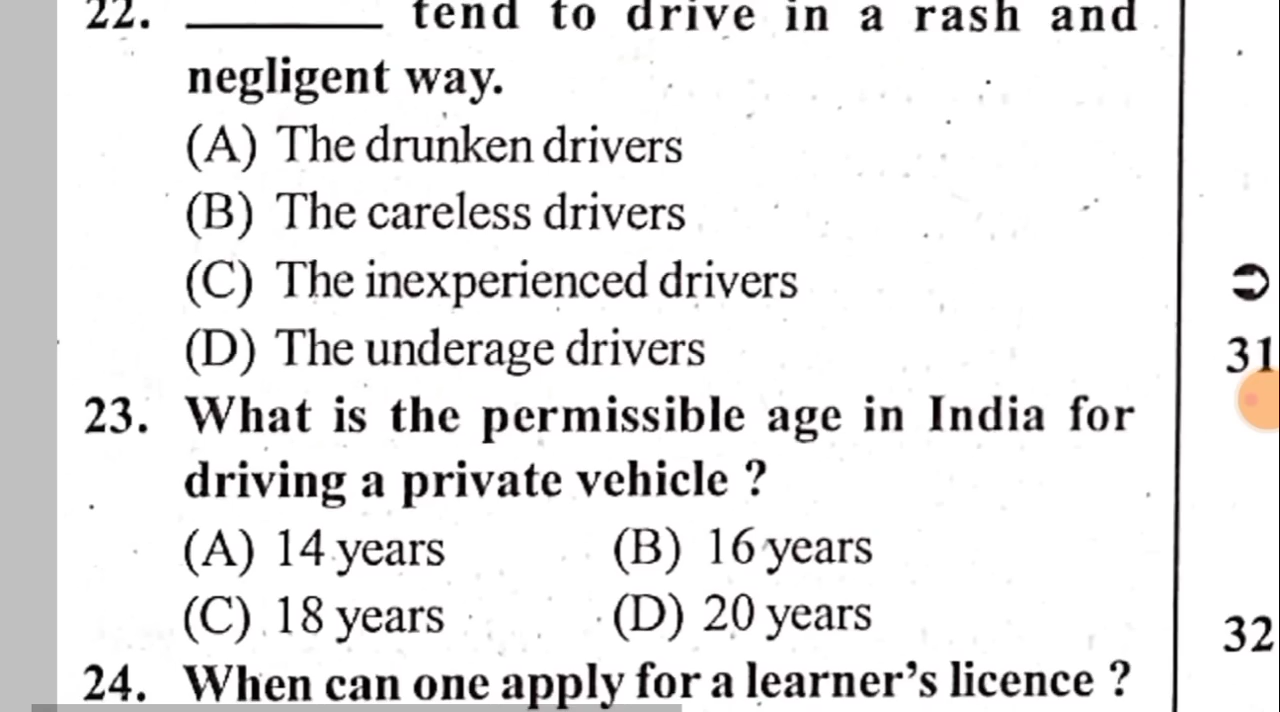 22. ________ tend to drive in a rash and
negligent way.
(A) The drunken drivers
(B) The careless drivers
(C) The inexperienced drivers
(D) The underage drivers
23. What is the permissible age in India for
driving a private vehicle ?
(A) 14 years (B) 16 years
(C) 18 years (D) 20 years
24. When can one apply for a learner's licence ?
31
32